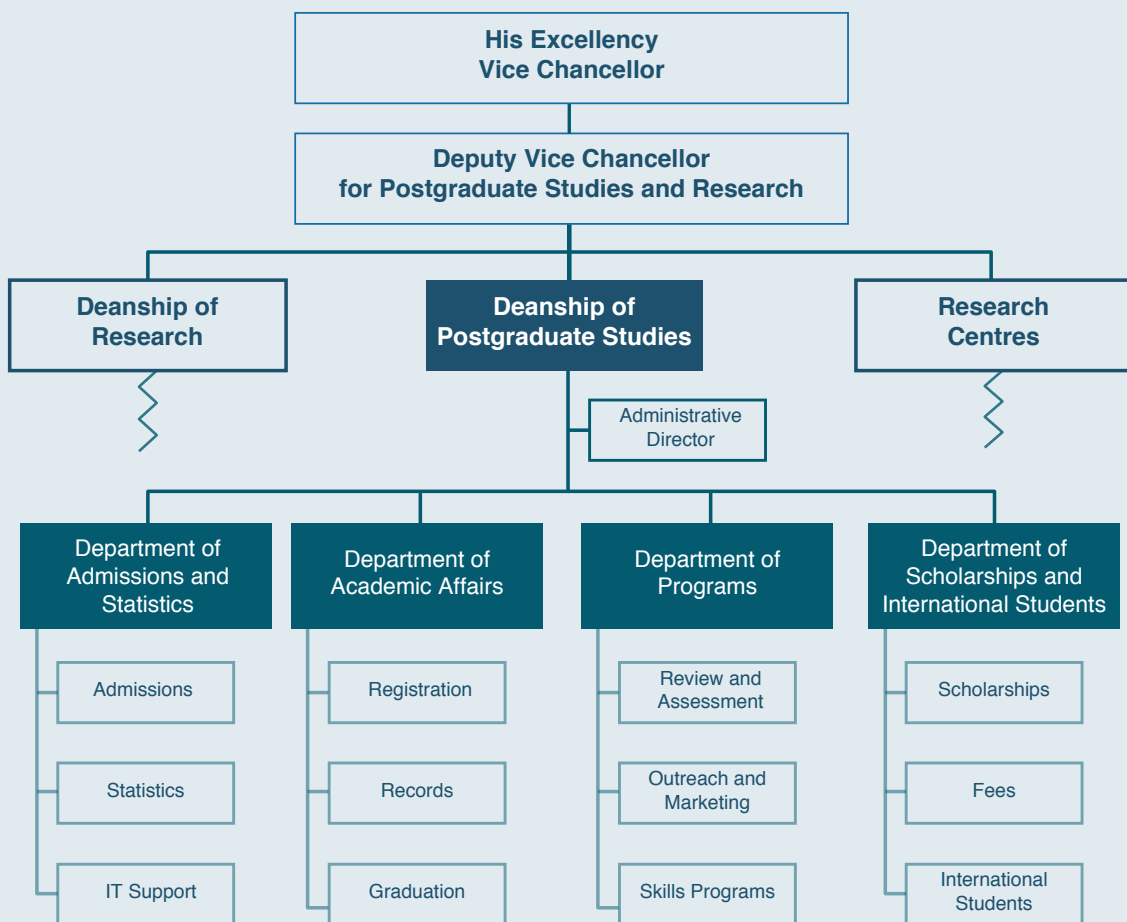 His Excellency
Vice Chancellor
Deputy Vice Chancellor
for Postgraduate Studies and Research
Deanship of
Research
Deanship of
Postgraduate Studies
Research
Centres
Administrative
Director
Department of
Admissions and
Statistics
Department of
Academic Affairs
Department of
Programs
Department of
Scholarships and
International Students
Admissions
Registration
Review and
Assessment
Scholarships
Statistics
Records
Outreach and
Marketing
Fees
IT Support
Graduation
Skills Programs
International
Students